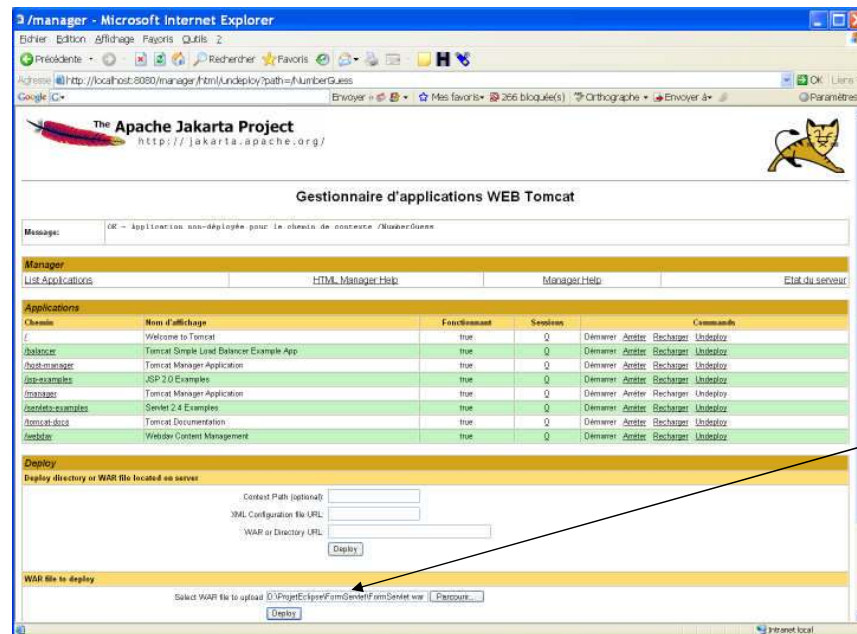 /manager - Microsoft Internet Explorer
Fichier Edition Affichage Favoris Outils ?
Précédente Rechercher Favoris
Adresse http://localhost:8080/manager/html/undeploy?path=/NumberGuess OK Liens
Google Envoyer Mes favoris 266 bloquée(s) Orthographe Envoyer à Paramètres
The Apache Jakarta Project
http://jakarta.apache.org/
Gestionnaire d'applications WEB Tomcat
Message: OK - Application non-déployée pour le chemin de contexte /NumberGuess
Manager
List Applications HTML Manager Help Manager Help Etat du serveur
Applications
Chemin Nom d'affichage Fonctionnant Sessions Commands
/ Welcome to Tomcat true 0 Démarrer Arrêter Recharger Undeploy
/balancer Tomcat Simple Load Balancer Example App true 0 Démarrer Arrêter Recharger Undeploy
/host-manager Tomcat Manager Application true 0 Démarrer Arrêter Recharger Undeploy
/jsp-examples JSP 2.0 Examples true 0 Démarrer Arrêter Recharger Undeploy
/manager Tomcat Manager Application true 0 Démarrer Arrêter Recharger Undeploy
/servlets-examples Servlet 2.4 Examples true 0 Démarrer Arrêter Recharger Undeploy
/tomcat-docs Tomcat Documentation true 0 Démarrer Arrêter Recharger Undeploy
/webdav Webdav Content Management true 0 Démarrer Arrêter Recharger Undeploy
Deploy
Deploy directory or WAR file located on server
Context Path (optional):
XML Configuration file URL:
WAR or Directory URL:
Deploy
WAR file to deploy
Select WAR file to upload D:\ProjetEclipse\FormServlet\FormServlet.war Parcourir...
Deploy
Intranet local